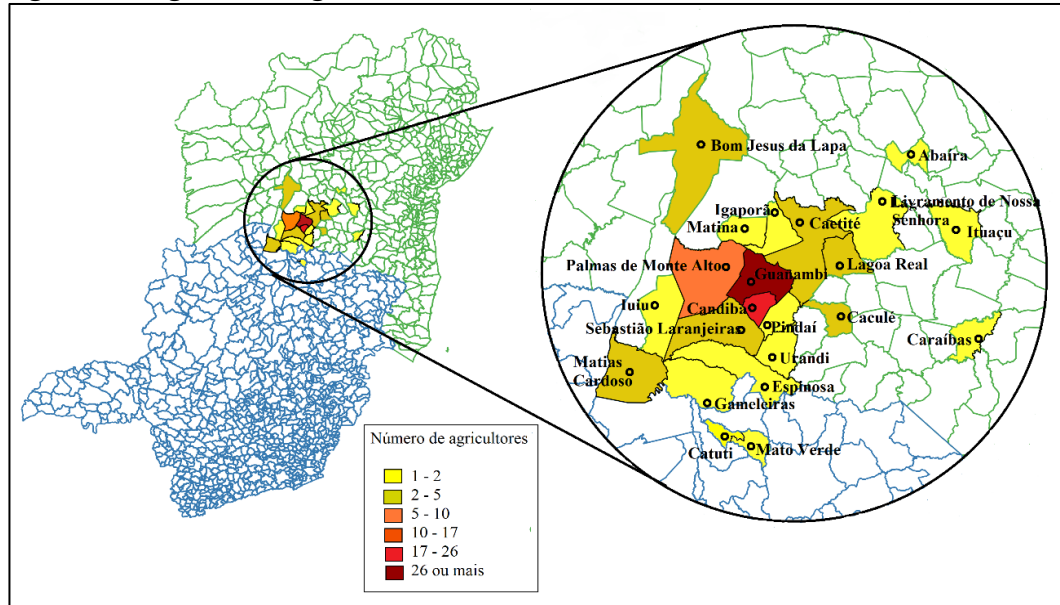 Bom Jesus da Lapa
Abaíra
Igaporã
Livramento de Nossa
Senhora
Matina
Caetité
Ituaçu
Palmas de Monte Alto
Lagoa Real
Guanambi
Iuiu
Candiba
Caculé
Sebastião Laranjeiras
Pindaí
Caraíbas
Matias
Cardoso
Urandi
Espinosa
Gameleiras
Catuti
Mato Verde
Número de agricultores
1 - 2
2 - 5
5 - 10
10 - 17
17 - 26
26 ou mais